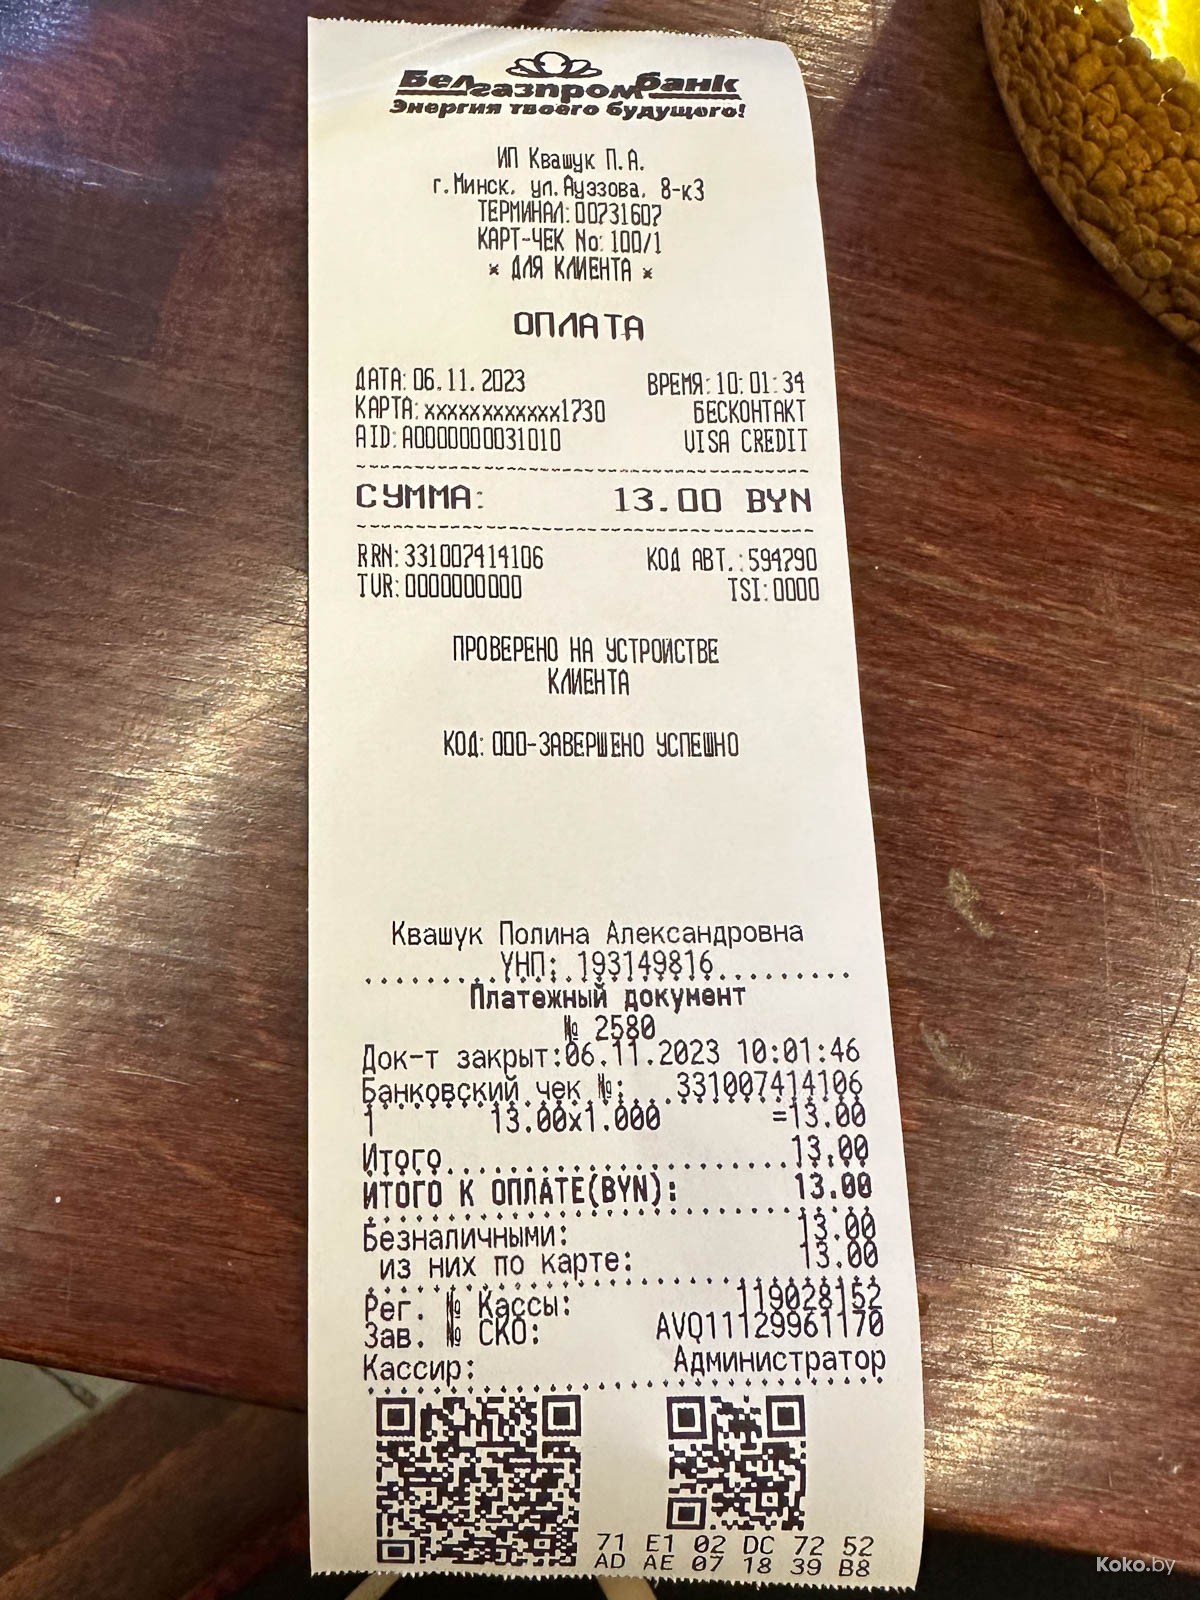 Белгазпромбанк
Энергия твоего будущего!
ИП Квашук П.А.
г.Минск, ул.Ауэзова, 8-к3
ТЕРМИНАЛ:00731607
КАРТ-ЧЕК No: 100/1
* ДЛЯ КЛИЕНТА *
ОПЛАТА
ДАТА: 06.11.2023 ВРЕМЯ:10:01:34
КАРТА:xxxxxxxxxxxx1730 БЕСКОНТАКТ
AID:A0000000031010 VISA CREDIT
СУММА: 13.00 BYN
RRN:331007414106 КОД АВТ.:594790
TVR:0000000000 TSI:0000
ПРОВЕРЕНО НА УСТРОЙСТВЕ
КЛИЕНТА
КОД: 000-ЗАВЕРШЕНО УСПЕШНО
Квашук Полина Александровна
УНП: 193149816
Платежный документ
№ 2580
Док-т закрыт:06.11.2023 10:01:46
Банковский чек №: 331007414106
1 13.00x1.000 =13.00
Итого 13.00
ИТОГО К ОПЛАТЕ(BYN): 13.00
Безналичными: 13.00
из них по карте: 13.00
Рег. № Кассы: 119028152
Зав. № СКО: AVQ11129961170
Кассир: Администратор
71 E1 02 DC 72 52
AD AE 07 18 39 B8
Koko.by